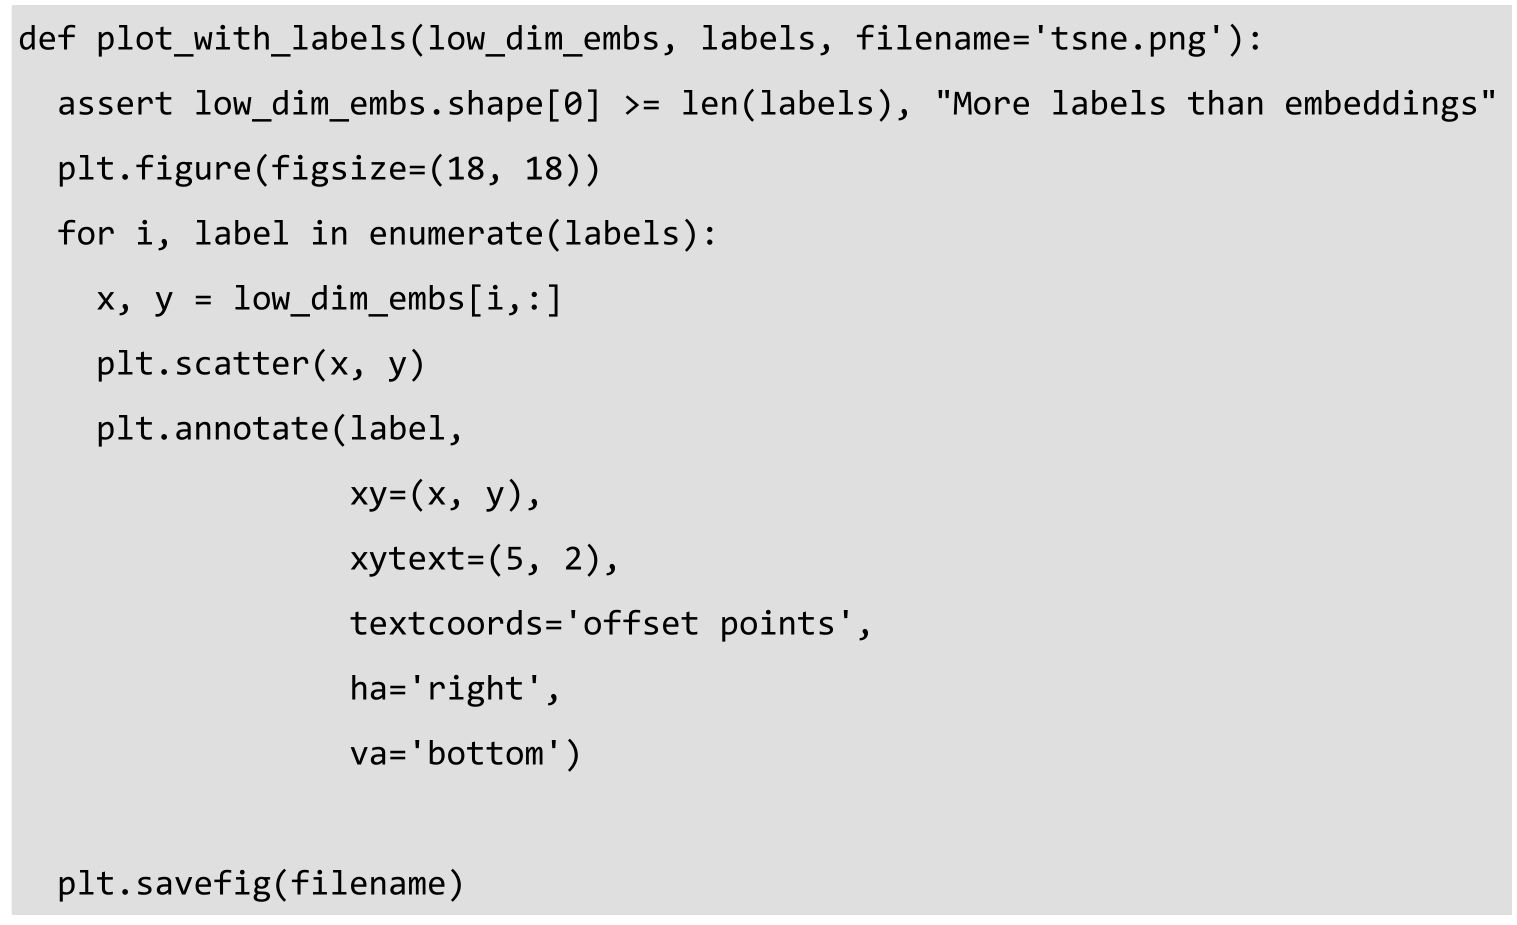 def plot_with_labels(low_dim_embs, labels, filename='tsne.png'):
  assert low_dim_embs.shape[0] >= len(labels), "More labels than embeddings"
  plt.figure(figsize=(18, 18))
  for i, label in enumerate(labels):
    x, y = low_dim_embs[i,:]
    plt.scatter(x, y)
    plt.annotate(label,
                 xy=(x, y),
                 xytext=(5, 2),
                 textcoords='offset points',
                 ha='right',
                 va='bottom')

  plt.savefig(filename)